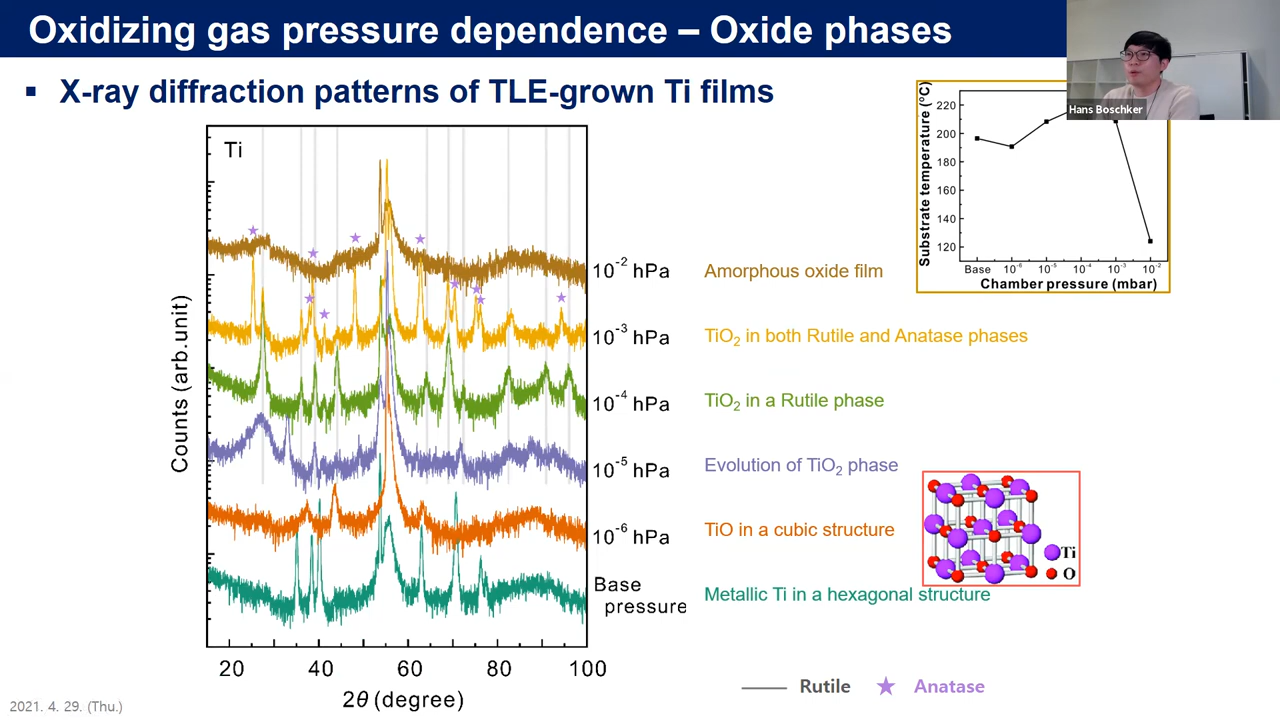 Oxidizing gas pressure dependence – Oxide phases
▪ X-ray diffraction patterns of TLE-grown Ti films
Hans Boschker
Ti
Counts (arb.unit)
10⁻² hPa
10⁻³ hPa
10⁻⁴ hPa
10⁻⁵ hPa
10⁻⁶ hPa
Base
pressure
20 40 60 80 100
2θ (degree)
Amorphous oxide film
TiO₂ in both Rutile and Anatase phases
TiO₂ in a Rutile phase
Evolution of TiO₂ phase
TiO in a cubic structure
Metallic Ti in a hexagonal structure
Substrate temperature (°C)
220
200
180
160
140
120
Base 10⁻⁶ 10⁻⁵ 10⁻⁴ 10⁻³ 10⁻²
Chamber pressure (mbar)
Ti
O
Rutile ★ Anatase
2021. 4. 29. (Thu.)